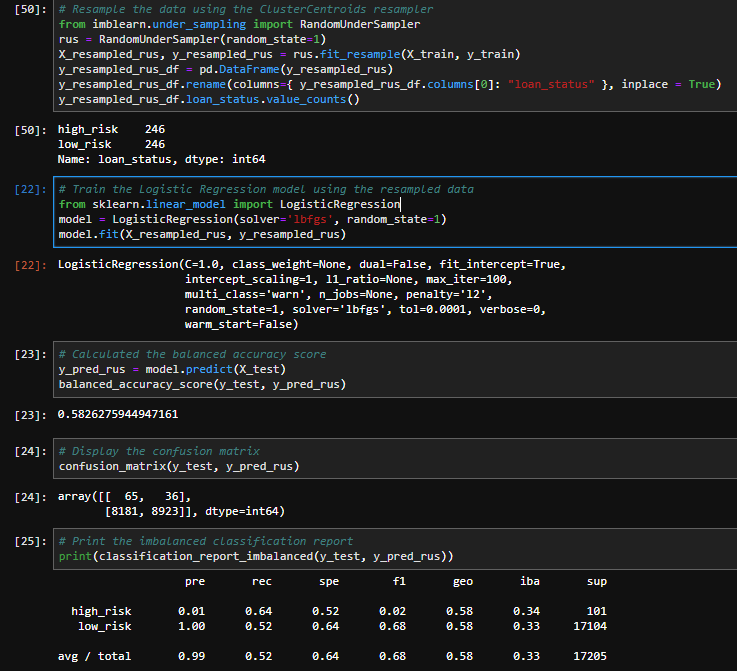 [50]: # Resample the data using the ClusterCentroids resampler
from imblearn.under_sampling import RandomUnderSampler
rus = RandomUnderSampler(random_state=1)
X_resampled_rus, y_resampled_rus = rus.fit_resample(X_train, y_train)
y_resampled_rus_df = pd.DataFrame(y_resampled_rus)
y_resampled_rus_df.rename(columns={ y_resampled_rus_df.columns[0]: "loan_status" }, inplace = True)
y_resampled_rus_df.loan_status.value_counts()
[50]: high_risk    246
low_risk     246
Name: loan_status, dtype: int64
[22]: # Train the Logistic Regression model using the resampled data
from sklearn.linear_model import LogisticRegression
model = LogisticRegression(solver='lbfgs', random_state=1)
model.fit(X_resampled_rus, y_resampled_rus)
[22]: LogisticRegression(C=1.0, class_weight=None, dual=False, fit_intercept=True,
intercept_scaling=1, l1_ratio=None, max_iter=100,
multi_class='warn', n_jobs=None, penalty='l2',
random_state=1, solver='lbfgs', tol=0.0001, verbose=0,
warm_start=False)
[23]: # Calculated the balanced accuracy score
y_pred_rus = model.predict(X_test)
balanced_accuracy_score(y_test, y_pred_rus)
[23]: 0.5826275944947161
[24]: # Display the confusion matrix
confusion_matrix(y_test, y_pred_rus)
[24]: array([[  65,   36],
[8181, 8923]], dtype=int64)
[25]: # Print the imbalanced classification report
print(classification_report_imbalanced(y_test, y_pred_rus))
pre       rec       spe        f1       geo       iba       sup
high_risk       0.01      0.64      0.52      0.02      0.58      0.34       101
low_risk       1.00      0.52      0.64      0.68      0.58      0.33     17104
avg / total       0.99      0.52      0.64      0.68      0.58      0.33     17205